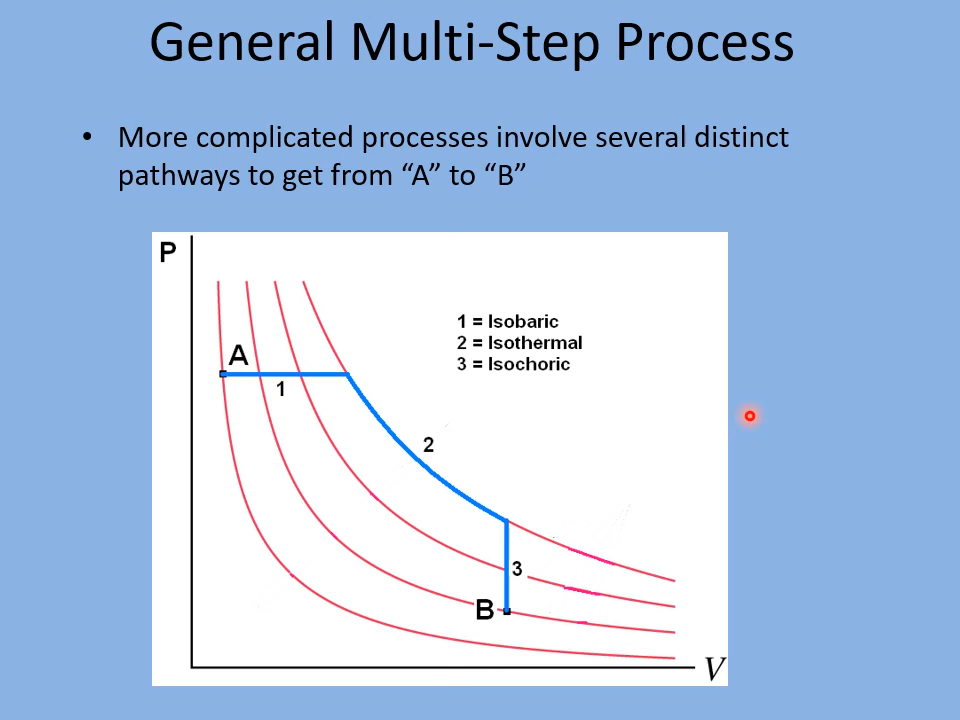 General Multi-Step Process
• More complicated processes involve several distinct
pathways to get from “A” to “B”
P
1 = Isobaric
2 = Isothermal
3 = Isochoric
A
1
2
3
B
V